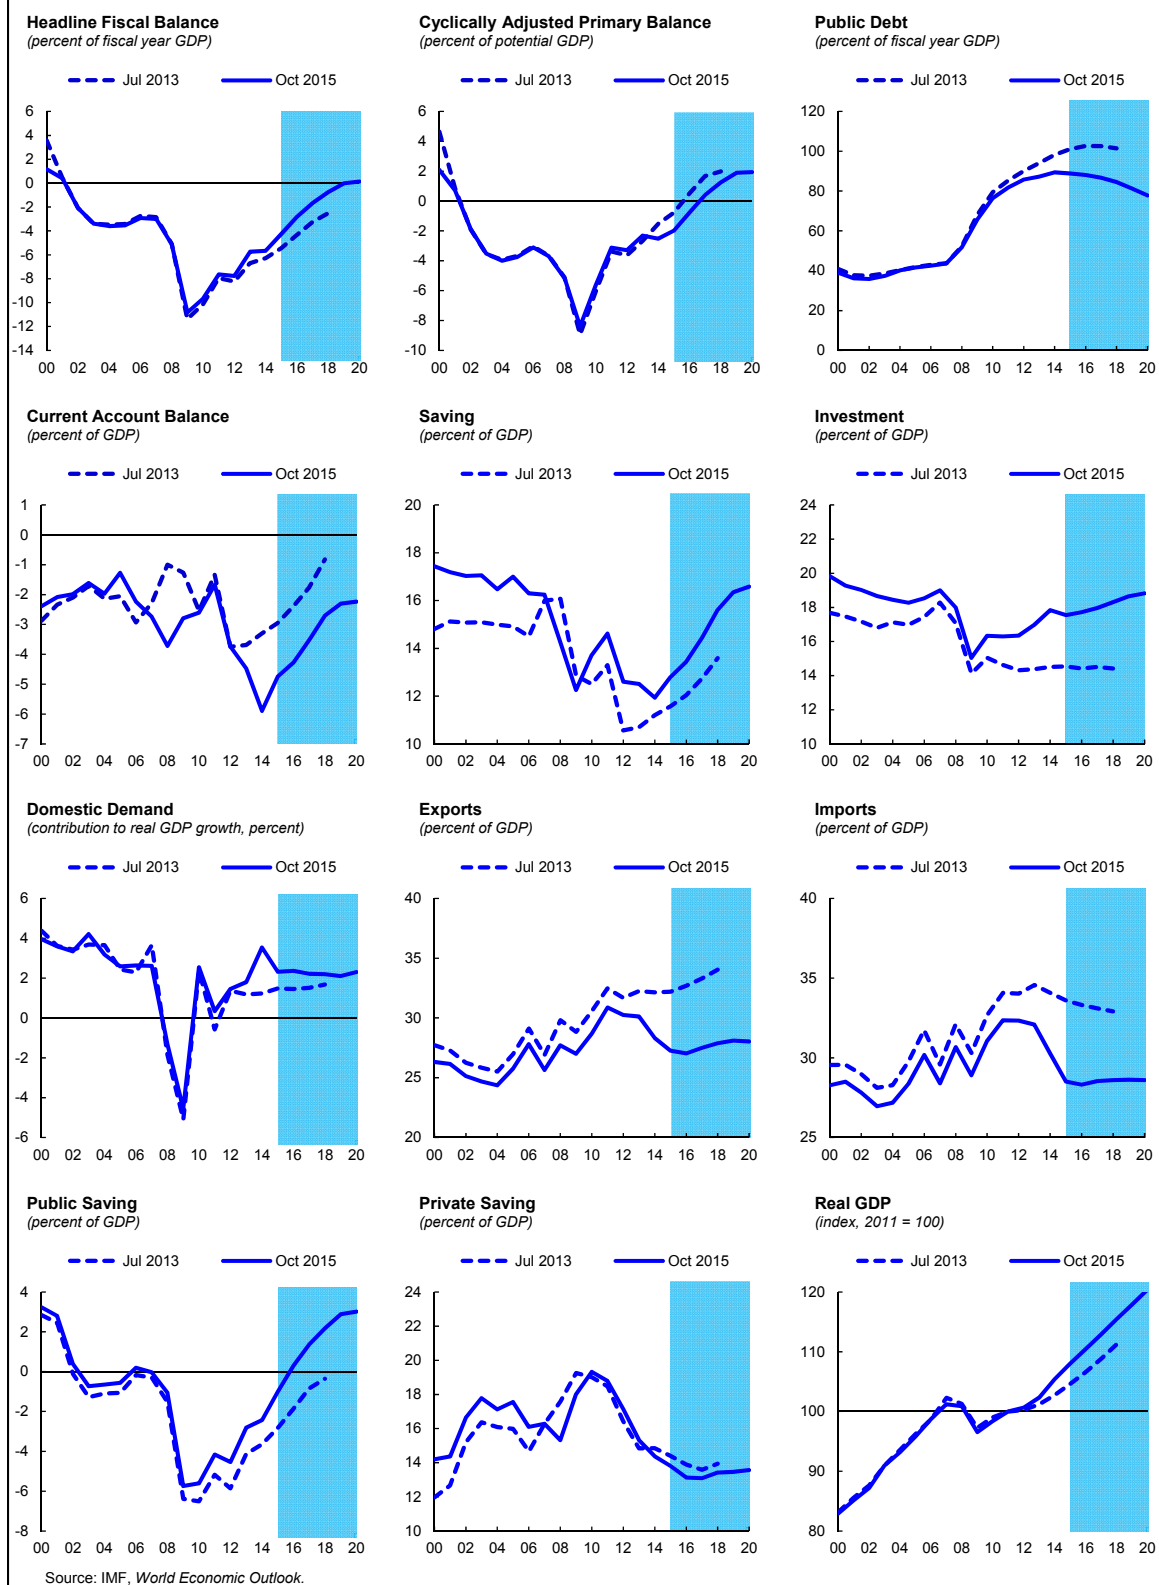 Headline Fiscal Balance
(percent of fiscal year GDP)
Jul 2013 Oct 2015
6
4
2
0
-2
-4
-6
-8
-10
-12
-14
00 02 04 06 08 10 12 14 16 18 20
Cyclically Adjusted Primary Balance
(percent of potential GDP)
Jul 2013 Oct 2015
6
4
2
0
-2
-4
-6
-8
-10
00 02 04 06 08 10 12 14 16 18 20
Public Debt
(percent of fiscal year GDP)
Jul 2013 Oct 2015
120
100
80
60
40
20
0
00 02 04 06 08 10 12 14 16 18 20
Current Account Balance
(percent of GDP)
Jul 2013 Oct 2015
1
0
-1
-2
-3
-4
-5
-6
-7
00 02 04 06 08 10 12 14 16 18 20
Saving
(percent of GDP)
Jul 2013 Oct 2015
20
18
16
14
12
10
00 02 04 06 08 10 12 14 16 18 20
Investment
(percent of GDP)
Jul 2013 Oct 2015
24
22
20
18
16
14
12
10
00 02 04 06 08 10 12 14 16 18 20
Domestic Demand
(contribution to real GDP growth, percent)
Jul 2013 Oct 2015
6
4
2
0
-2
-4
-6
00 02 04 06 08 10 12 14 16 18 20
Exports
(percent of GDP)
Jul 2013 Oct 2015
40
35
30
25
20
00 02 04 06 08 10 12 14 16 18 20
Imports
(percent of GDP)
Jul 2013 Oct 2015
40
35
30
25
00 02 04 06 08 10 12 14 16 18 20
Public Saving
(percent of GDP)
Jul 2013 Oct 2015
4
2
0
-2
-4
-6
-8
00 02 04 06 08 10 12 14 16 18 20
Private Saving
(percent of GDP)
Jul 2013 Oct 2015
24
22
20
18
16
14
12
10
00 02 04 06 08 10 12 14 16 18 20
Real GDP
(index, 2011 = 100)
Jul 2013 Oct 2015
120
110
100
90
80
00 02 04 06 08 10 12 14 16 18 20
Source: IMF, World Economic Outlook.